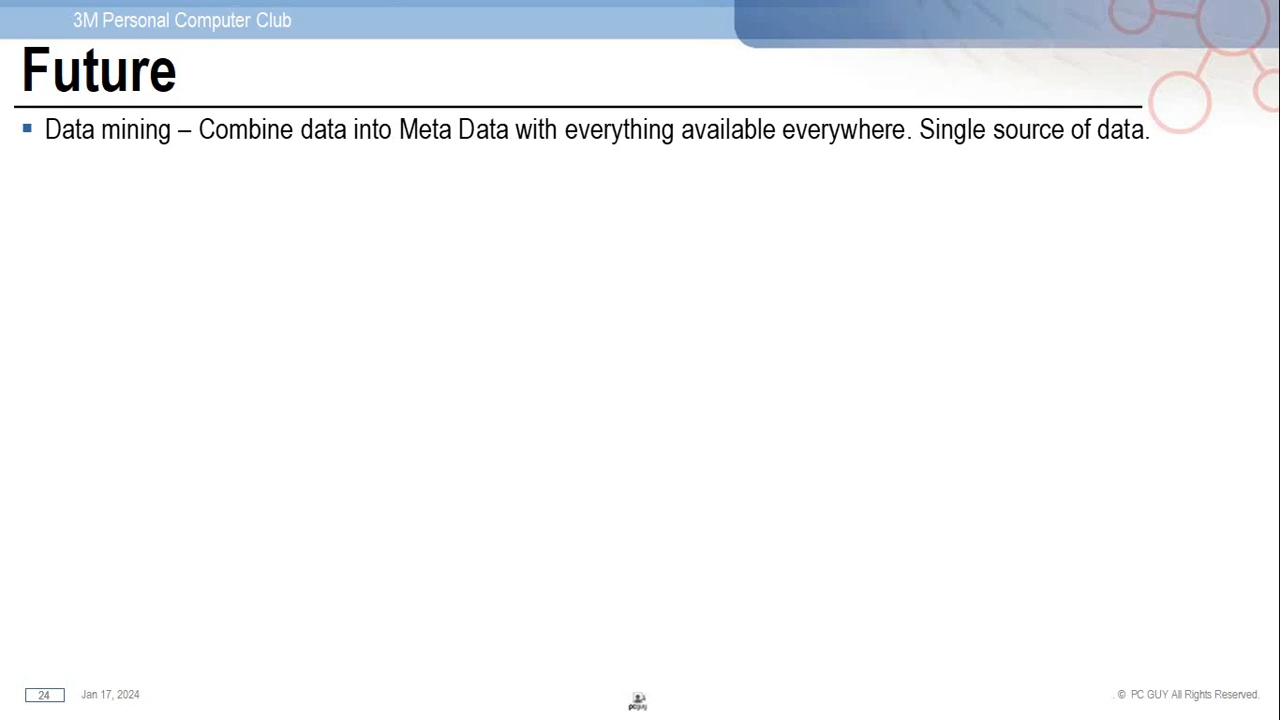 3M Personal Computer Club
Future
Data mining – Combine data into Meta Data with everything available everywhere. Single source of data.
24
Jan 17, 2024
pcguy
. © PC GUY All Rights Reserved.